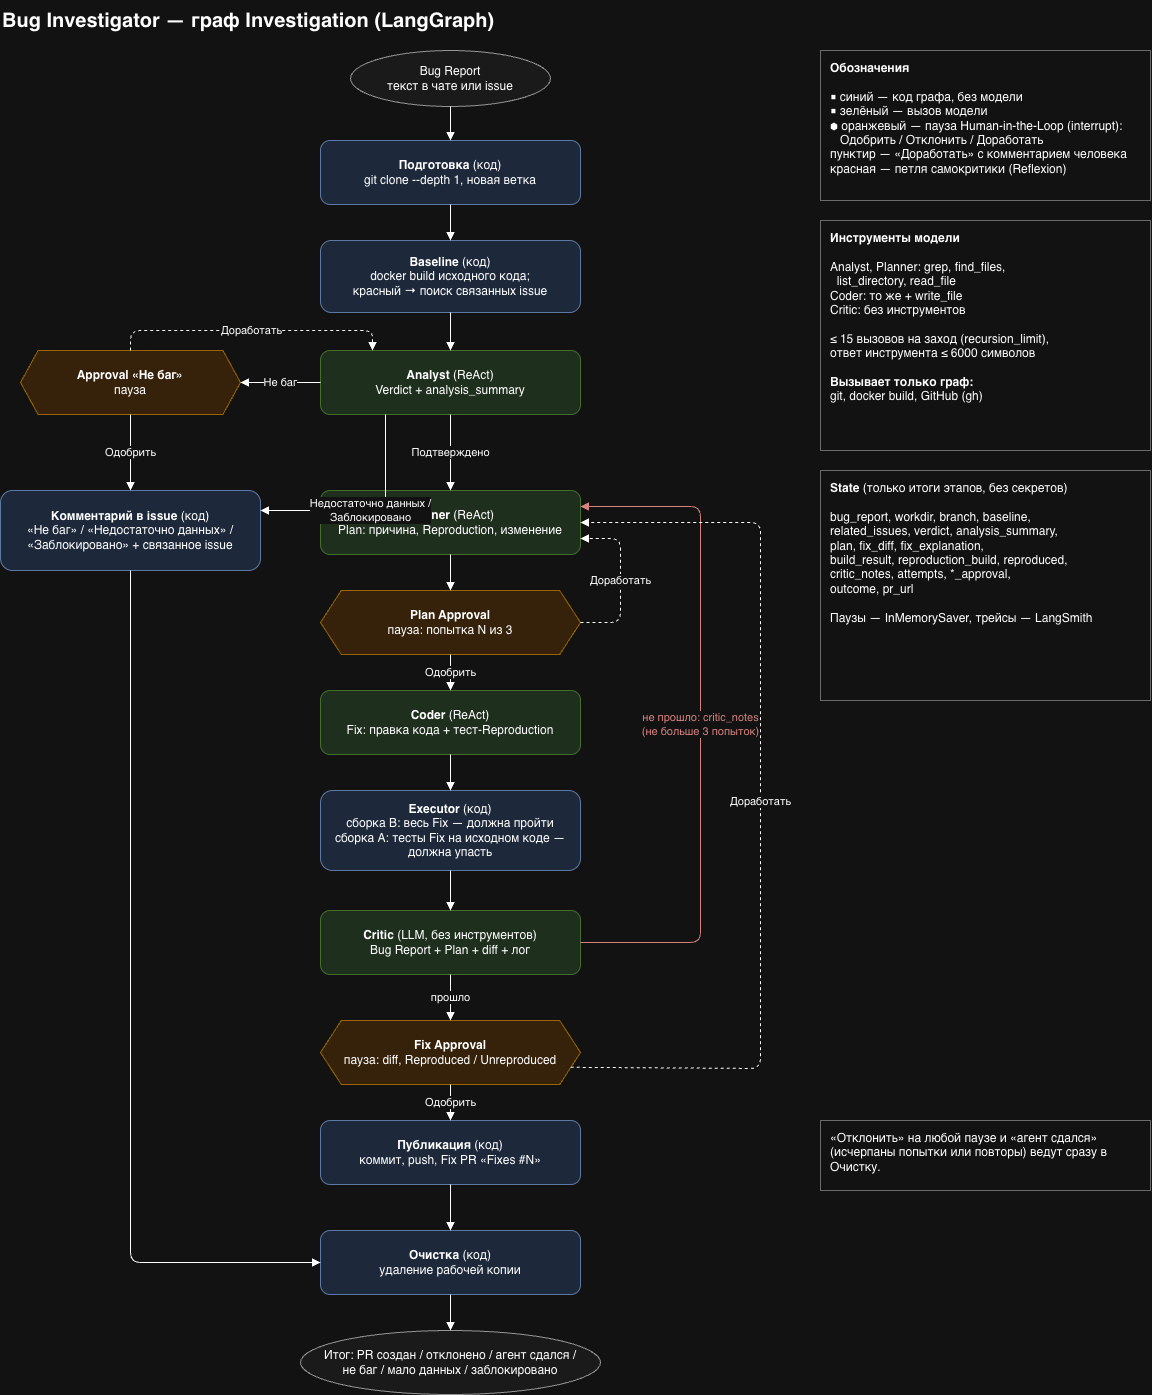 Bug Investigator — граф Investigation (LangGraph)
Bug Report
текст в чате или issue
Подготовка (код)
git clone --depth 1, новая ветка
Baseline (код)
docker build исходного кода;
красный → поиск связанных issue
Доработать
Approval «Не баг»
пауза
Не баг
Analyst (ReAct)
Verdict + analysis_summary
Одобрить
Подтверждено
Недостаточно данных /
Заблокировано
Комментарий в issue (код)
«Не баг» / «Недостаточно данных» /
«Заблокировано» + связанное issue
ner (ReAct)
Plan: причина, Reproduction, изменение
Доработать
Plan Approval
пауза: попытка N из 3
Одобрить
Coder (ReAct)
Fix: правка кода + тест-Reproduction
не прошло: critic_notes
(не больше 3 попыток)
Доработать
Executor (код)
сборка B: весь Fix — должна пройти
сборка A: тесты Fix на исходном коде —
должна упасть
Critic (LLM, без инструментов)
Bug Report + Plan + diff + лог
прошло
Fix Approval
пауза: diff, Reproduced / Unreproduced
Одобрить
Публикация (код)
коммит, push, Fix PR «Fixes #N»
Очистка (код)
удаление рабочей копии
Итог: PR создан / отклонено / агент сдался /
не баг / мало данных / заблокировано
Обозначения
▪ синий — код графа, без модели
▪ зелёный — вызов модели
⬢ оранжевый — пауза Human-in-the-Loop (interrupt):
Одобрить / Отклонить / Доработать
пунктир — «Доработать» с комментарием человека
красная — петля самокритики (Reflexion)
Инструменты модели
Analyst, Planner: grep, find_files,
list_directory, read_file
Coder: то же + write_file
Critic: без инструментов
≤ 15 вызовов на заход (recursion_limit),
ответ инструмента ≤ 6000 символов
Вызывает только граф:
git, docker build, GitHub (gh)
State (только итоги этапов, без секретов)
bug_report, workdir, branch, baseline,
related_issues, verdict, analysis_summary,
plan, fix_diff, fix_explanation,
build_result, reproduction_build, reproduced,
critic_notes, attempts, *_approval,
outcome, pr_url
Паузы — InMemorySaver, трейсы — LangSmith
«Отклонить» на любой паузе и «агент сдался»
(исчерпаны попытки или повторы) ведут сразу в
Очистку.